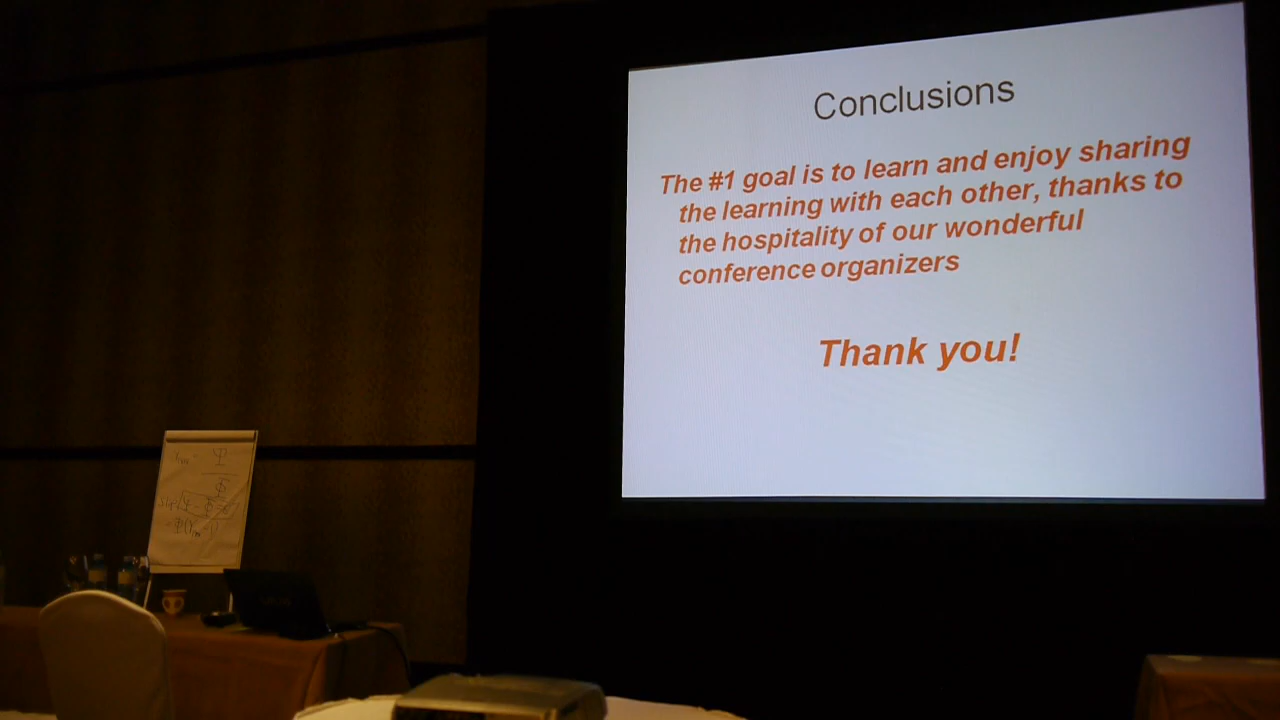 Conclusions
The #1 goal is to learn and enjoy sharing
the learning with each other, thanks to
the hospitality of our wonderful
conference organizers
Thank you!